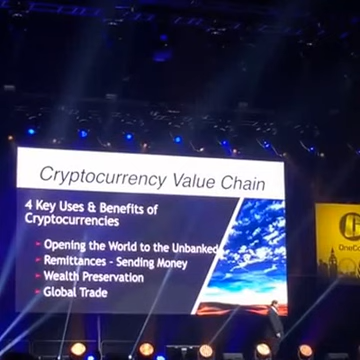 Cryptocurrency Value Chain
4 Key Uses & Benefits of
Cryptocurrencies
- Opening the World to the Unbanked
- Remittances - Sending Money
- Wealth Preservation
- Global Trade